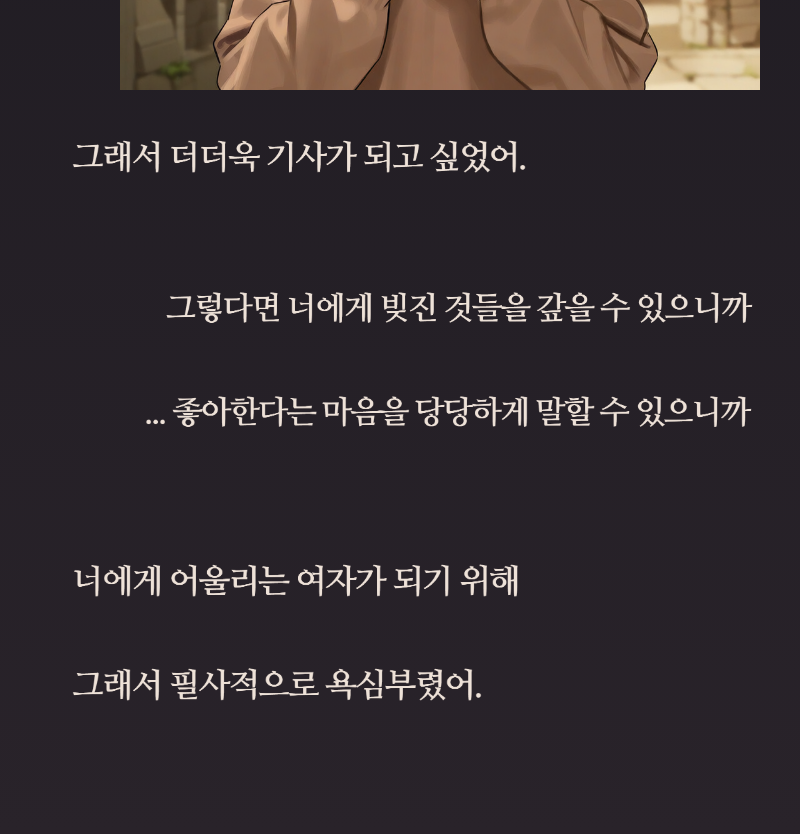 그래서 더더욱 기사가 되고 싶었어.
그렇다면 너에게 빚진 것들을 갚을 수 있으니까
... 좋아한다는 마음을 당당하게 말할 수 있으니까
너에게 어울리는 여자가 되기 위해
그래서 필사적으로 욕심부렸어.